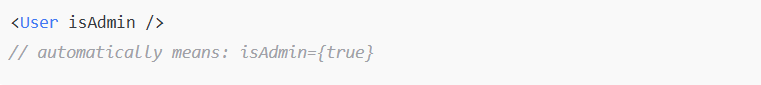 <User isAdmin />
// automatically means: isAdmin={true}